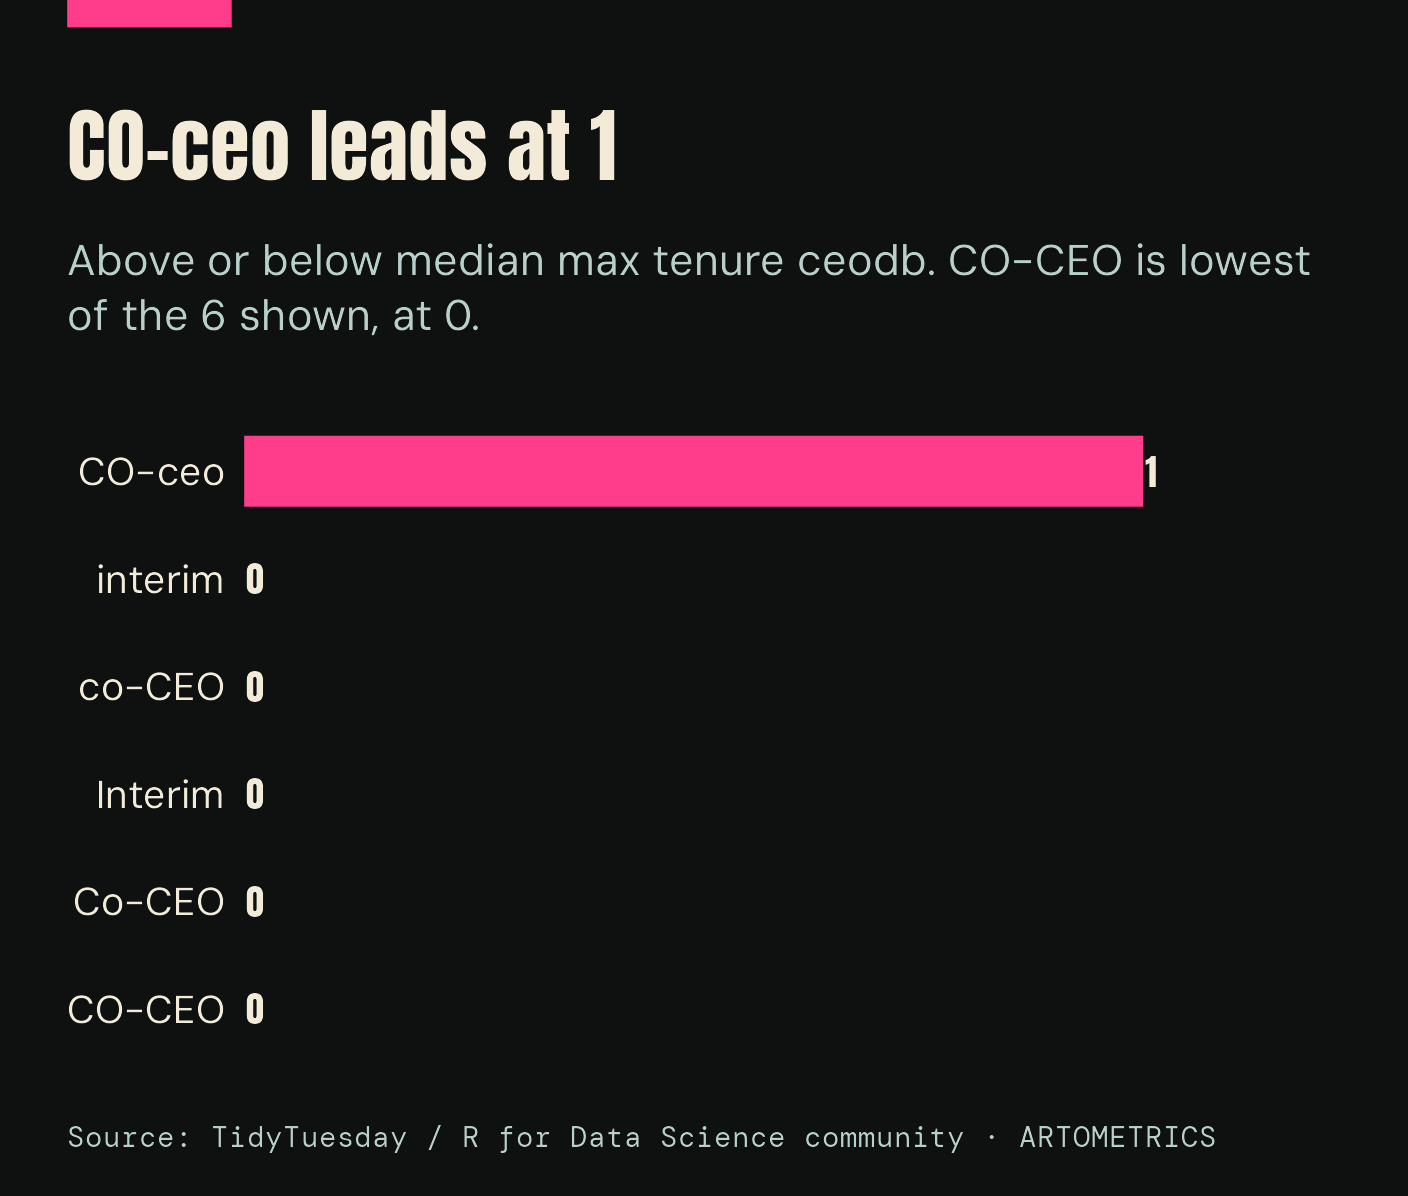 CO-ceo leads at 1
Above or below median max tenure ceodb. CO-CEO is lowest
of the 6 shown, at 0.
CO-ceo 1
interim 0
co-CEO 0
Interim 0
Co-CEO 0
CO-CEO 0
Source: TidyTuesday / R for Data Science community · ARTOMETRICS